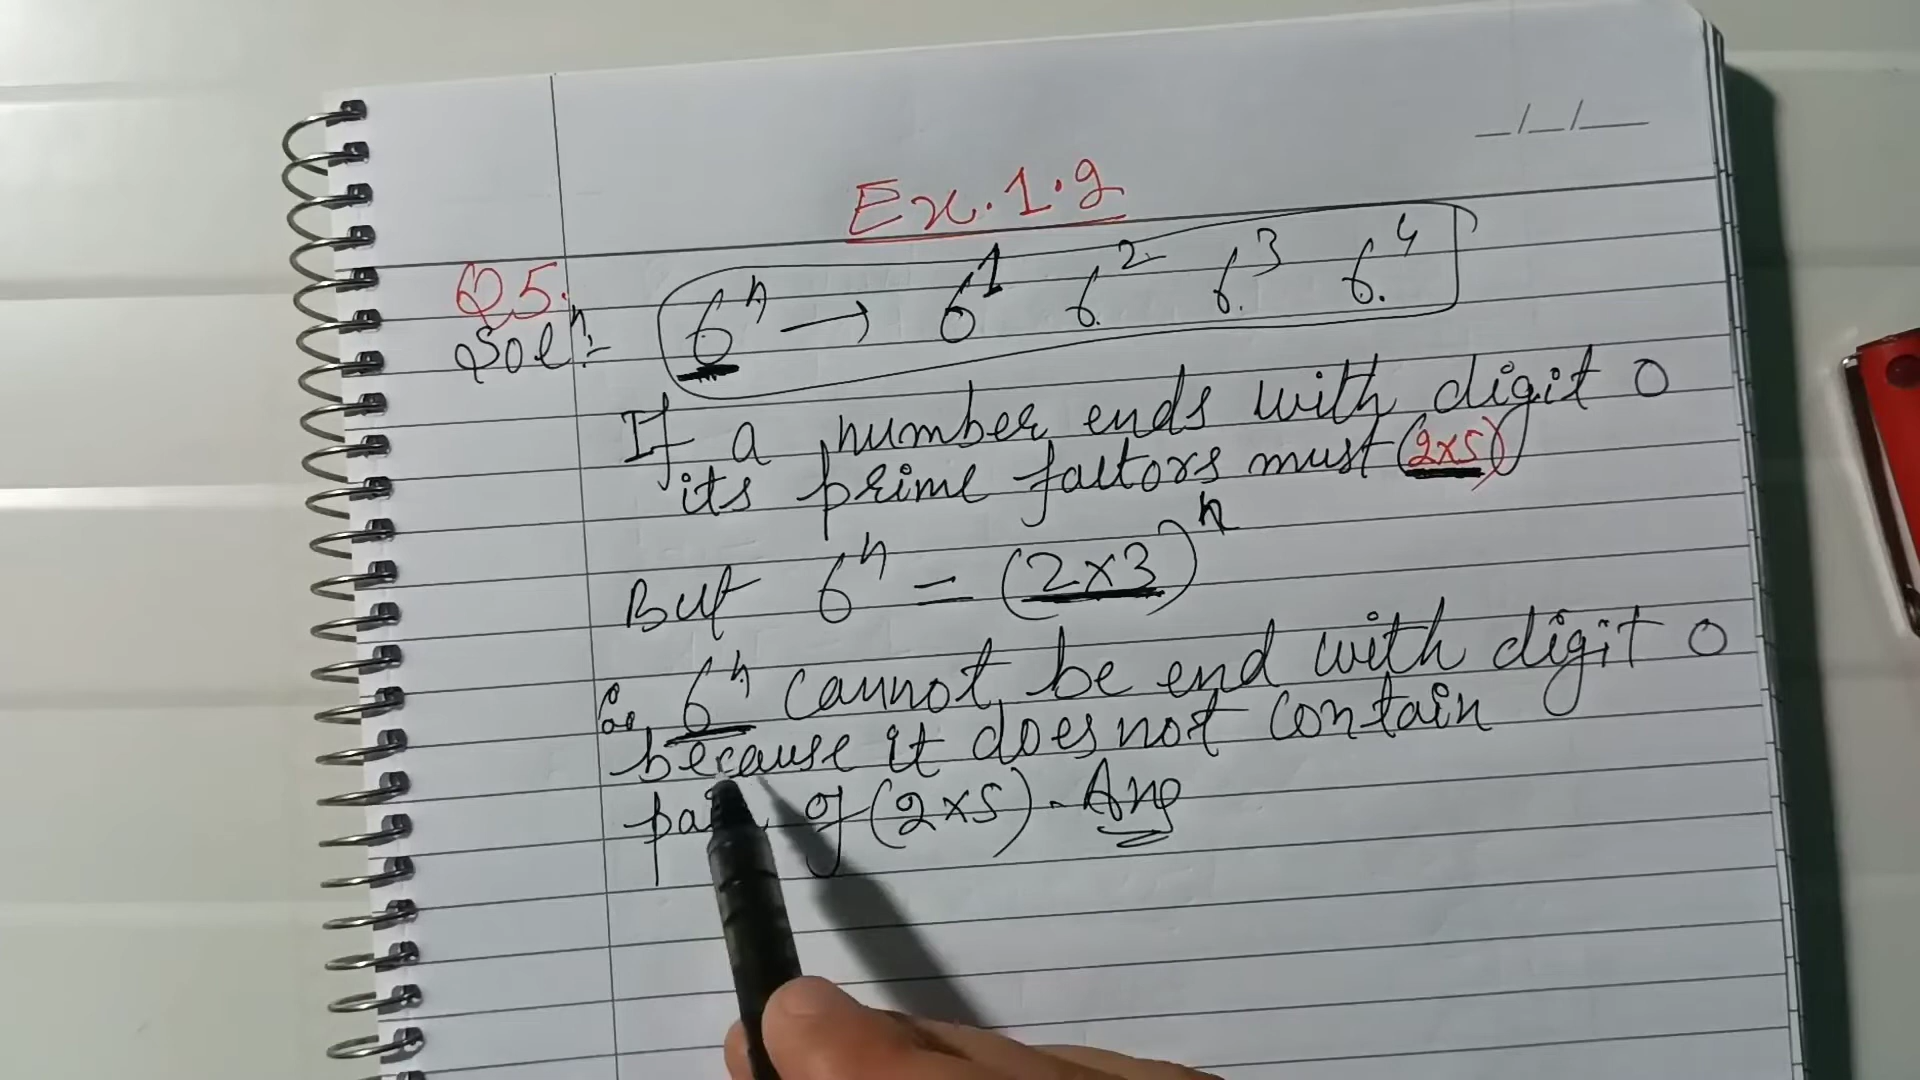 _/_/__
Ex. 1.2
Q5.
Solⁿ:- 6ⁿ → 6¹ 6² 6³ 6⁴
If a number ends with digit 0
its prime factors must (2×5)
But 6ⁿ = (2×3)ⁿ
∴ 6ⁿ cannot be end with digit 0
because it does not contain
of (2×5). Ans